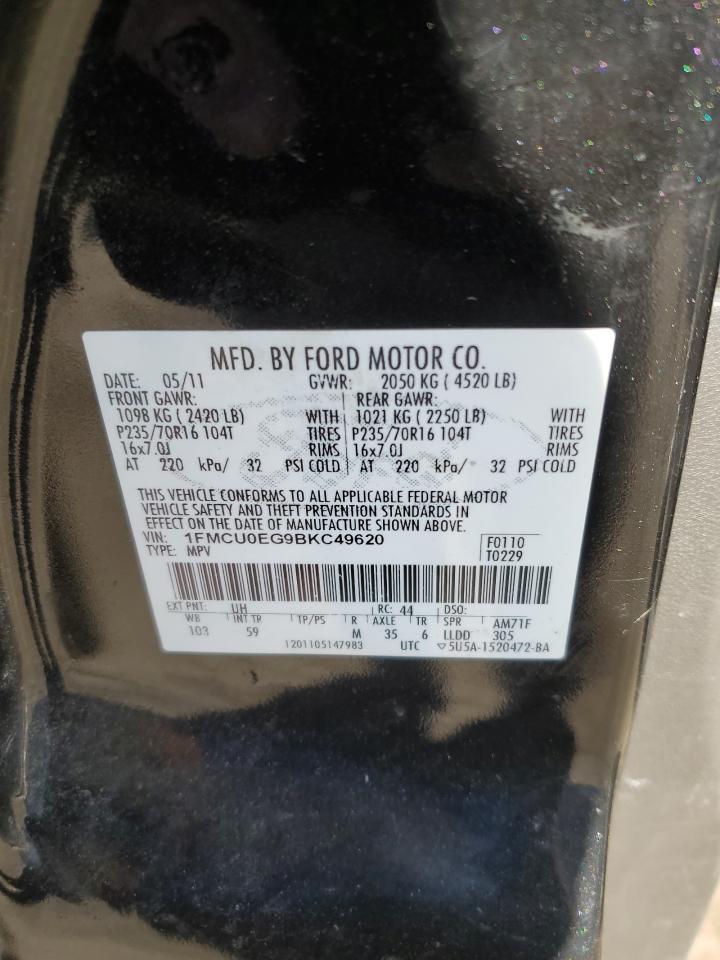 MFD. BY FORD MOTOR CO.
DATE: 05/11 GVWR: 2050 KG ( 4520 LB)
FRONT GAWR: REAR GAWR:
1098 KG ( 2420 LB) WITH 1021 KG ( 2250 LB) WITH
P235/70R16 104T TIRES P235/70R16 104T TIRES
16x7.0J RIMS 16x7.0J RIMS
AT 220 kPa/ 32 PSI COLD AT 220 kPa/ 32 PSI COLD
THIS VEHICLE CONFORMS TO ALL APPLICABLE FEDERAL MOTOR
VEHICLE SAFETY AND THEFT PREVENTION STANDARDS IN
EFFECT ON THE DATE OF MANUFACTURE SHOWN ABOVE.
VIN: 1FMCU0EG9BKC49620 F0110
TYPE: MPV T0229
EXT PNT: UH RC: 44 DSO:
WB INT TR TP/PS R AXLE TR SPR AM71F
103 59 M 35 6 LLDD 305
1201105147983 UTC ▽5U5A-1520472-BA